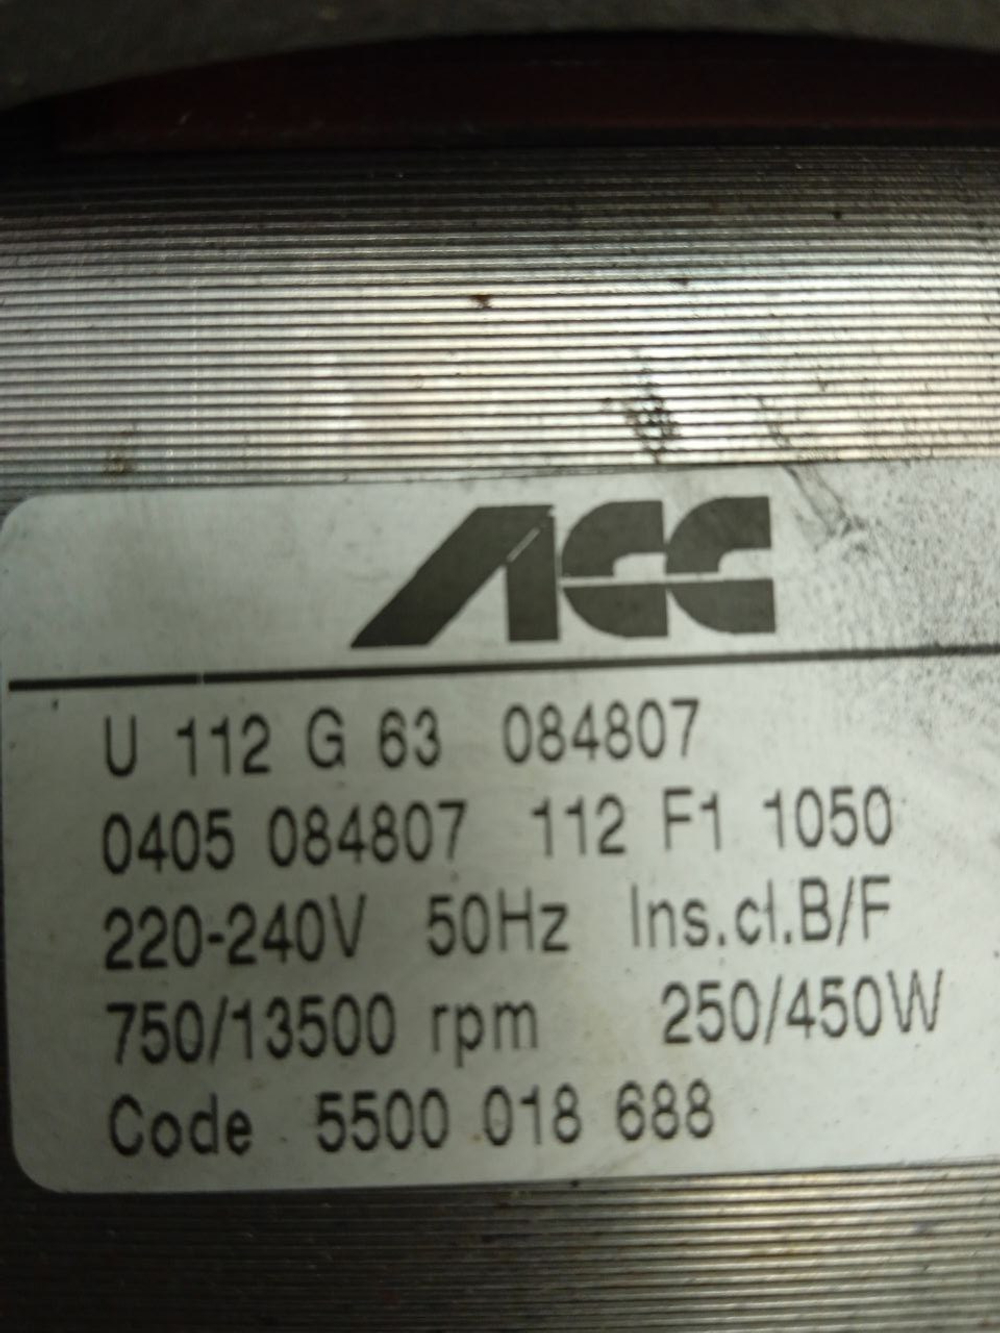 ACC
U 112 G 63 084807
0405 084807 112 F1 1050
220-240V 50Hz Ins.cl.B/F
750/13500 rpm 250/450W
Code 5500 018 688